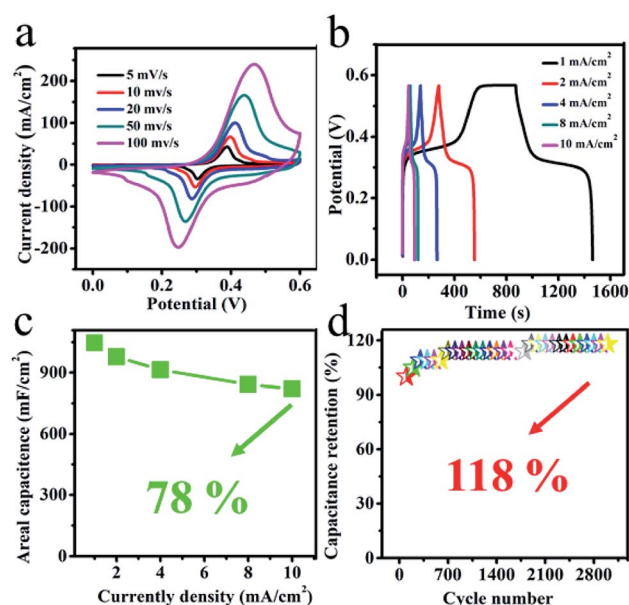 a
Current density (mA/cm²)
200
100
0
-100
-200
5 mV/s
10 mv/s
20 mv/s
50 mv/s
100 mv/s
0.0 0.2 0.4 0.6
Potential (V)
b
Potential (V)
0.6
0.4
0.2
0.0
1 mA/cm²
2 mA/cm²
4 mA/cm²
8 mA/cm²
10 mA/cm²
0 400 800 1200 1600
Time (s)
c
Areal capacitence (mF/cm²)
900
600
300
0
78 %
2 4 6 8 10
Currently density (mA/cm²)
d
Capacitance retention (%)
120
90
60
30
0
118 %
0 700 1400 2100 2800
Cycle number